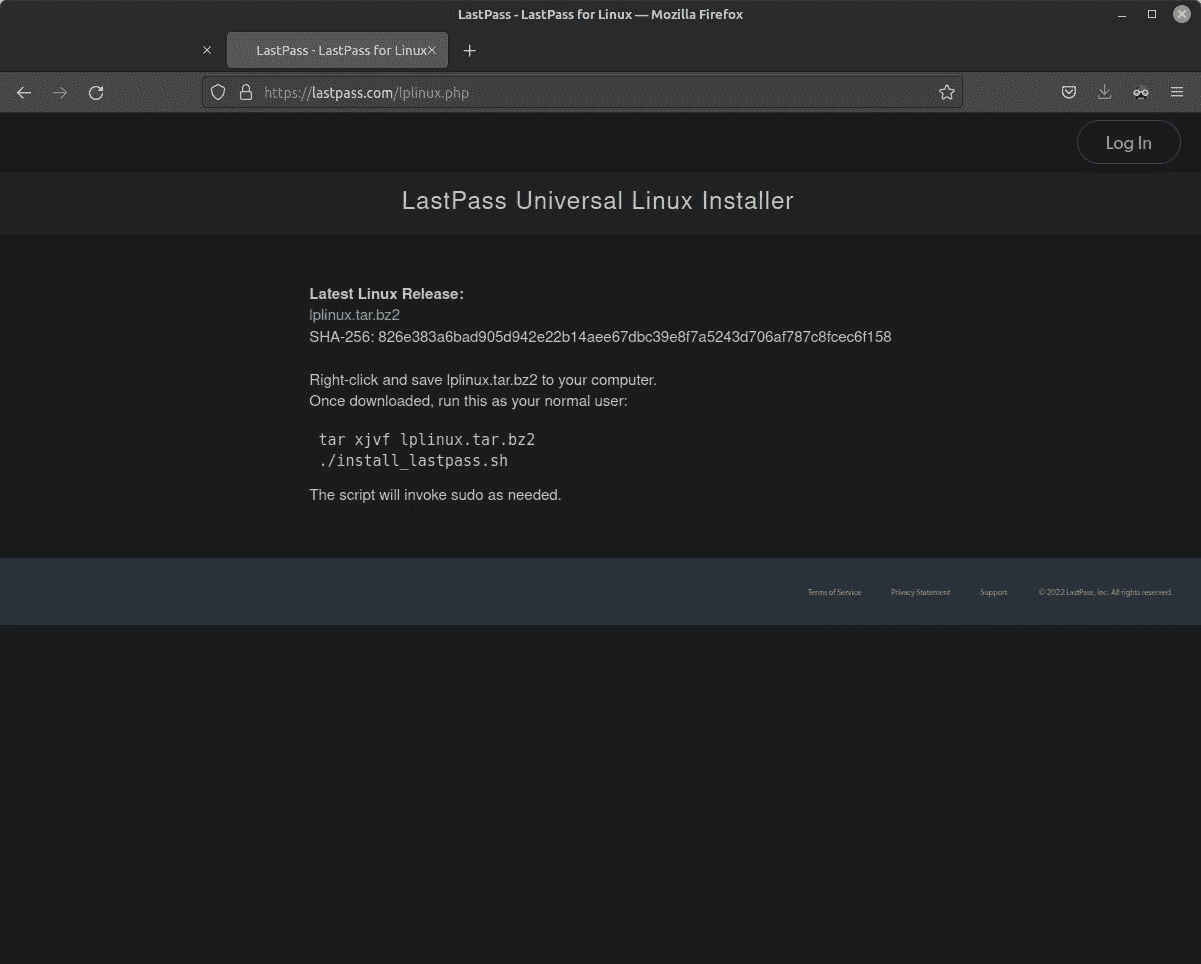 LastPass - LastPass for Linux — Mozilla Firefox
LastPass - LastPass for Linux
https://lastpass.com/lplinux.php
Log In
LastPass Universal Linux Installer
Latest Linux Release:
lplinux.tar.bz2
SHA-256: 826e383a6bad905d942e22b14aee67dbc39e8f7a5243d706af787c8fcec6f158
Right-click and save lplinux.tar.bz2 to your computer.
Once downloaded, run this as your normal user:
tar xjvf lplinux.tar.bz2
./install_lastpass.sh
The script will invoke sudo as needed.
Terms of Service Privacy Statement Support © 2022 LastPass, Inc. All rights reserved.